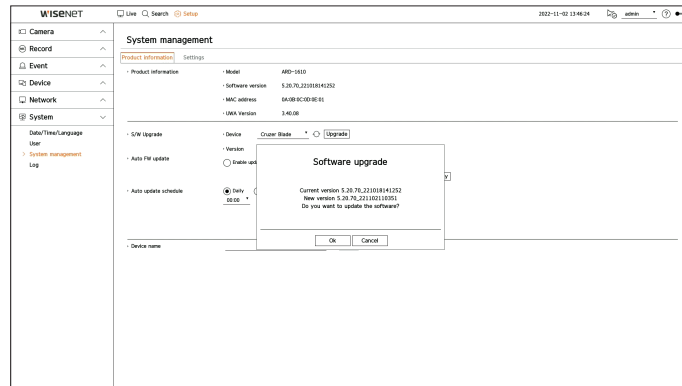 WISENET
Live Search Setup 2022-11-02 13:46:24 admin ?
Camera
Record
Event
Device
Network
System
Date/Time/Language
User
System management
Log
System management
Product information Settings
Product information
Model ARD-1610
Software version 5.20.70_221018141252
MAC address 0A:0B:0C:0D:0E:01
UWA Version 3.40.08
S/W Upgrade
Device Cruzer Blade Upgrade
Version
Auto FW update
Enable upd
y
Auto update schedule
Daily
00:00
Device name
Software upgrade
Current version 5.20.70_221018141252
New version 5.20.70_221102110351
Do you want to update the software?
Ok Cancel